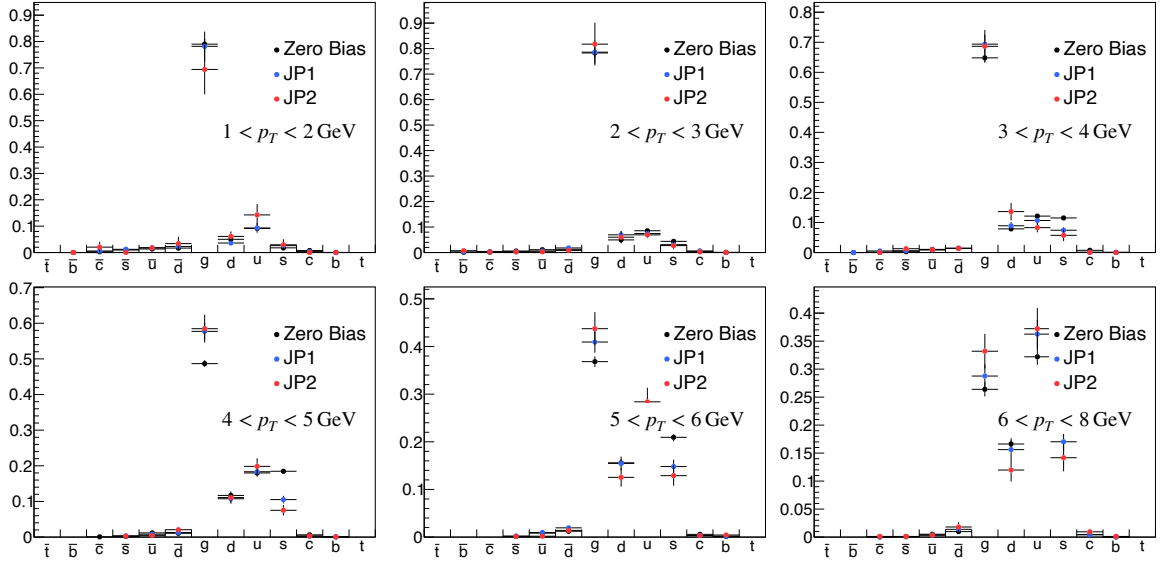 0.9
0.8
0.7
0.6
0.5
0.4
0.3
0.2
0.1
0
Zero Bias
JP1
JP2
1 < p_T < 2 GeV
t̄ b̄ c̄ s̄ ū d̄ g d u s c b t
0.9
0.8
0.7
0.6
0.5
0.4
0.3
0.2
0.1
0
Zero Bias
JP1
JP2
2 < p_T < 3 GeV
t̄ b̄ c̄ s̄ ū d̄ g d u s c b t
0.8
0.7
0.6
0.5
0.4
0.3
0.2
0.1
0
Zero Bias
JP1
JP2
3 < p_T < 4 GeV
t̄ b̄ c̄ s̄ ū d̄ g d u s c b t
0.7
0.6
0.5
0.4
0.3
0.2
0.1
0
Zero Bias
JP1
JP2
4 < p_T < 5 GeV
t̄ b̄ c̄ s̄ ū d̄ g d u s c b t
0.5
0.4
0.3
0.2
0.1
0
Zero Bias
JP1
JP2
5 < p_T < 6 GeV
t̄ b̄ c̄ s̄ ū d̄ g d u s c b t
0.4
0.35
0.3
0.25
0.2
0.15
0.1
0.05
0
Zero Bias
JP1
JP2
6 < p_T < 8 GeV
t̄ b̄ c̄ s̄ ū d̄ g d u s c b t